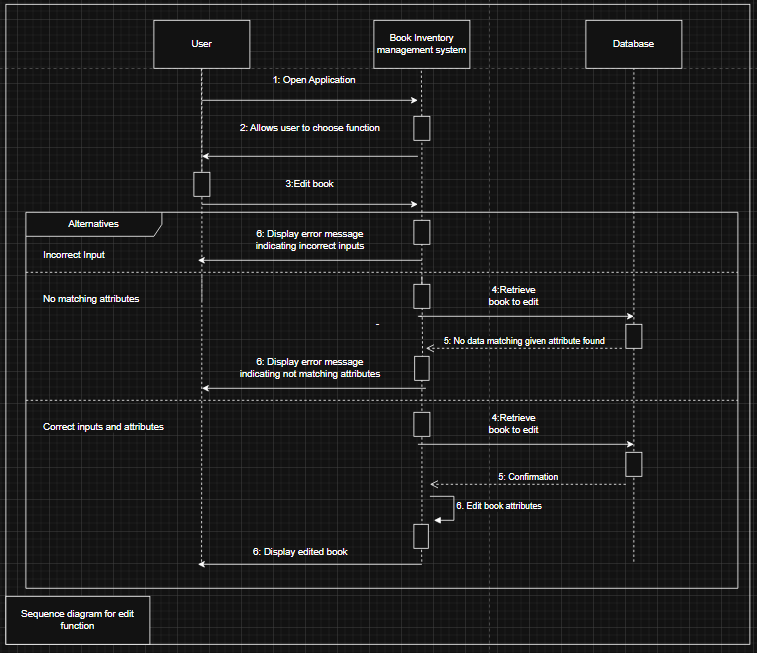 User
Book Inventory
management system
Database
1: Open Application
2: Allows user to choose function
3:Edit book
Alternatives
6: Display error message
indicating incorrect inputs
Incorrect Input
No matching attributes
4:Retrieve
book to edit
-
5: No data matching given attribute found
6: Display error message
indicating not matching attributes
Correct inputs and attributes
4:Retrieve
book to edit
5: Confirmation
6. Edit book attributes
6: Display edited book
Sequence diagram for edit
function